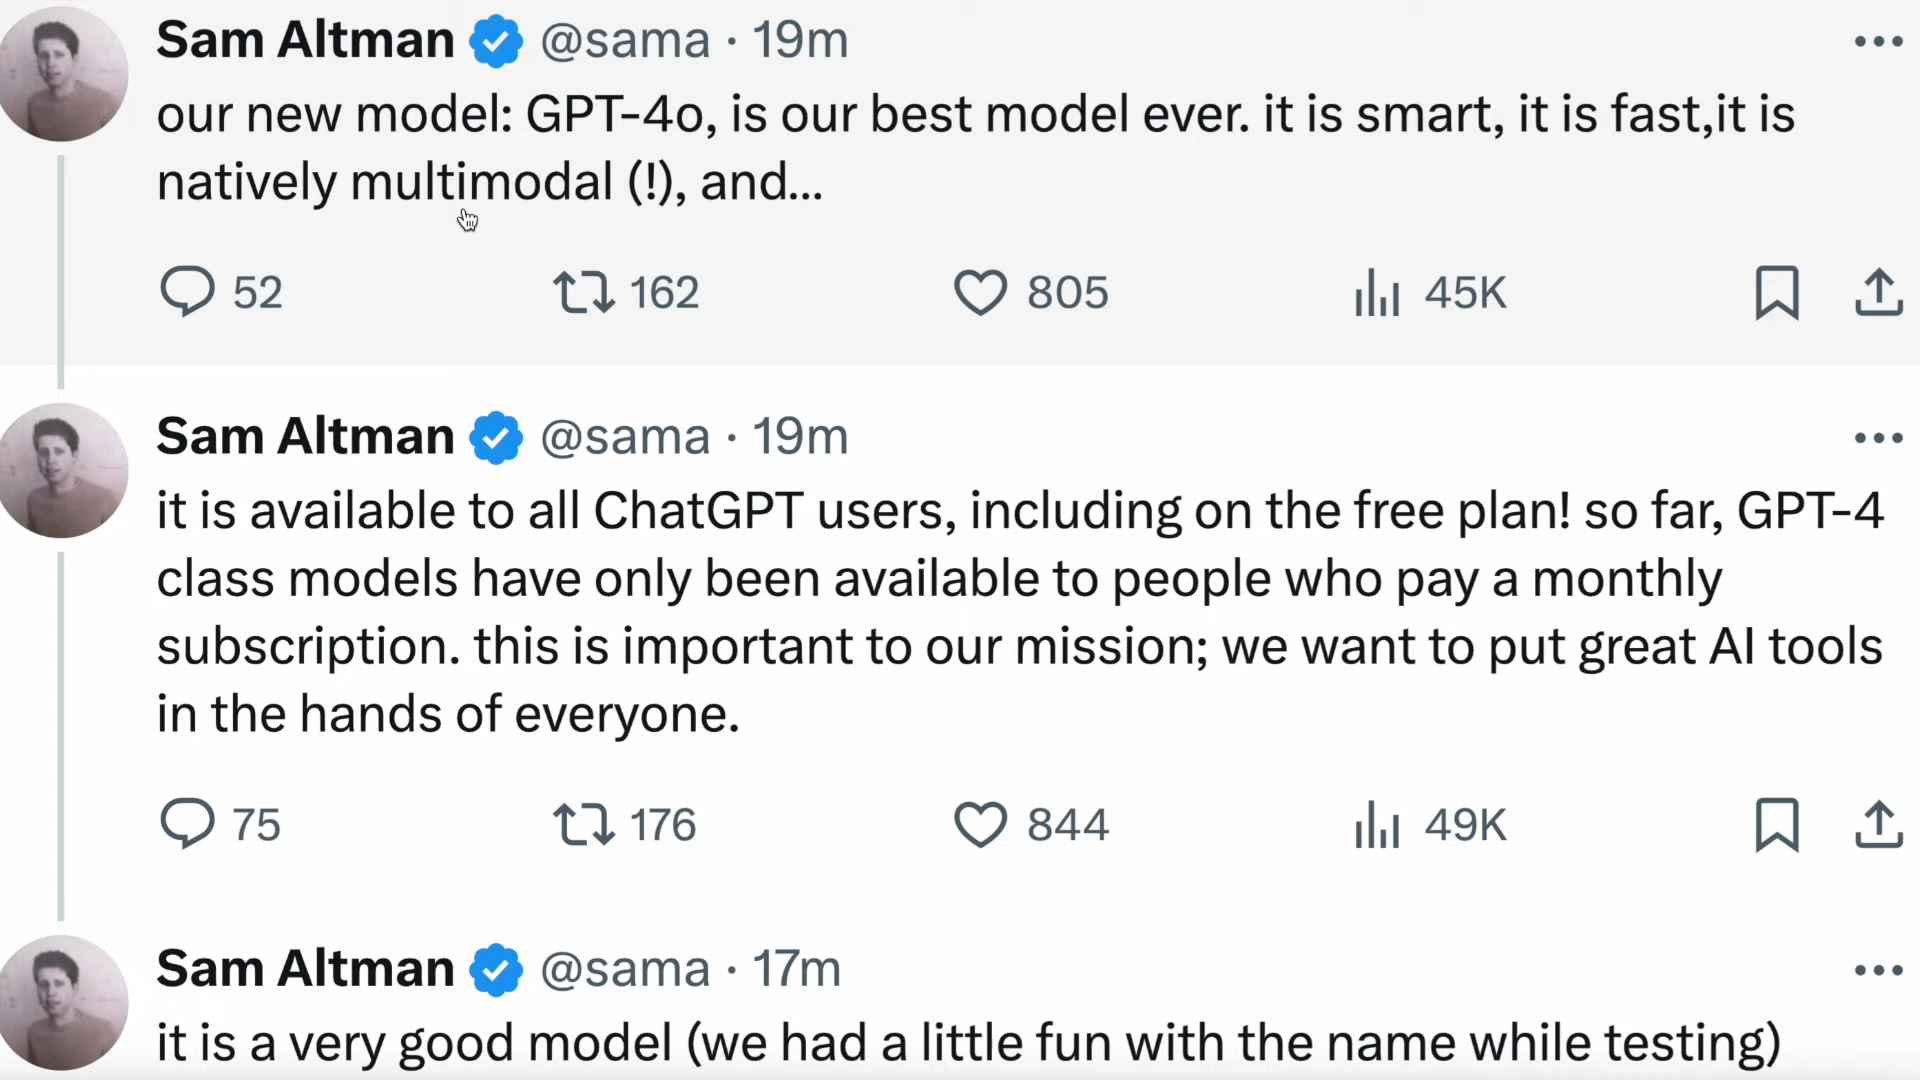 Sam Altman @sama · 19m
our new model: GPT-4o, is our best model ever. it is smart, it is fast,it is
natively multimodal (!), and...
52 162 805 45K
Sam Altman @sama · 19m
it is available to all ChatGPT users, including on the free plan! so far, GPT-4
class models have only been available to people who pay a monthly
subscription. this is important to our mission; we want to put great AI tools
in the hands of everyone.
75 176 844 49K
Sam Altman @sama · 17m
it is a very good model (we had a little fun with the name while testing)